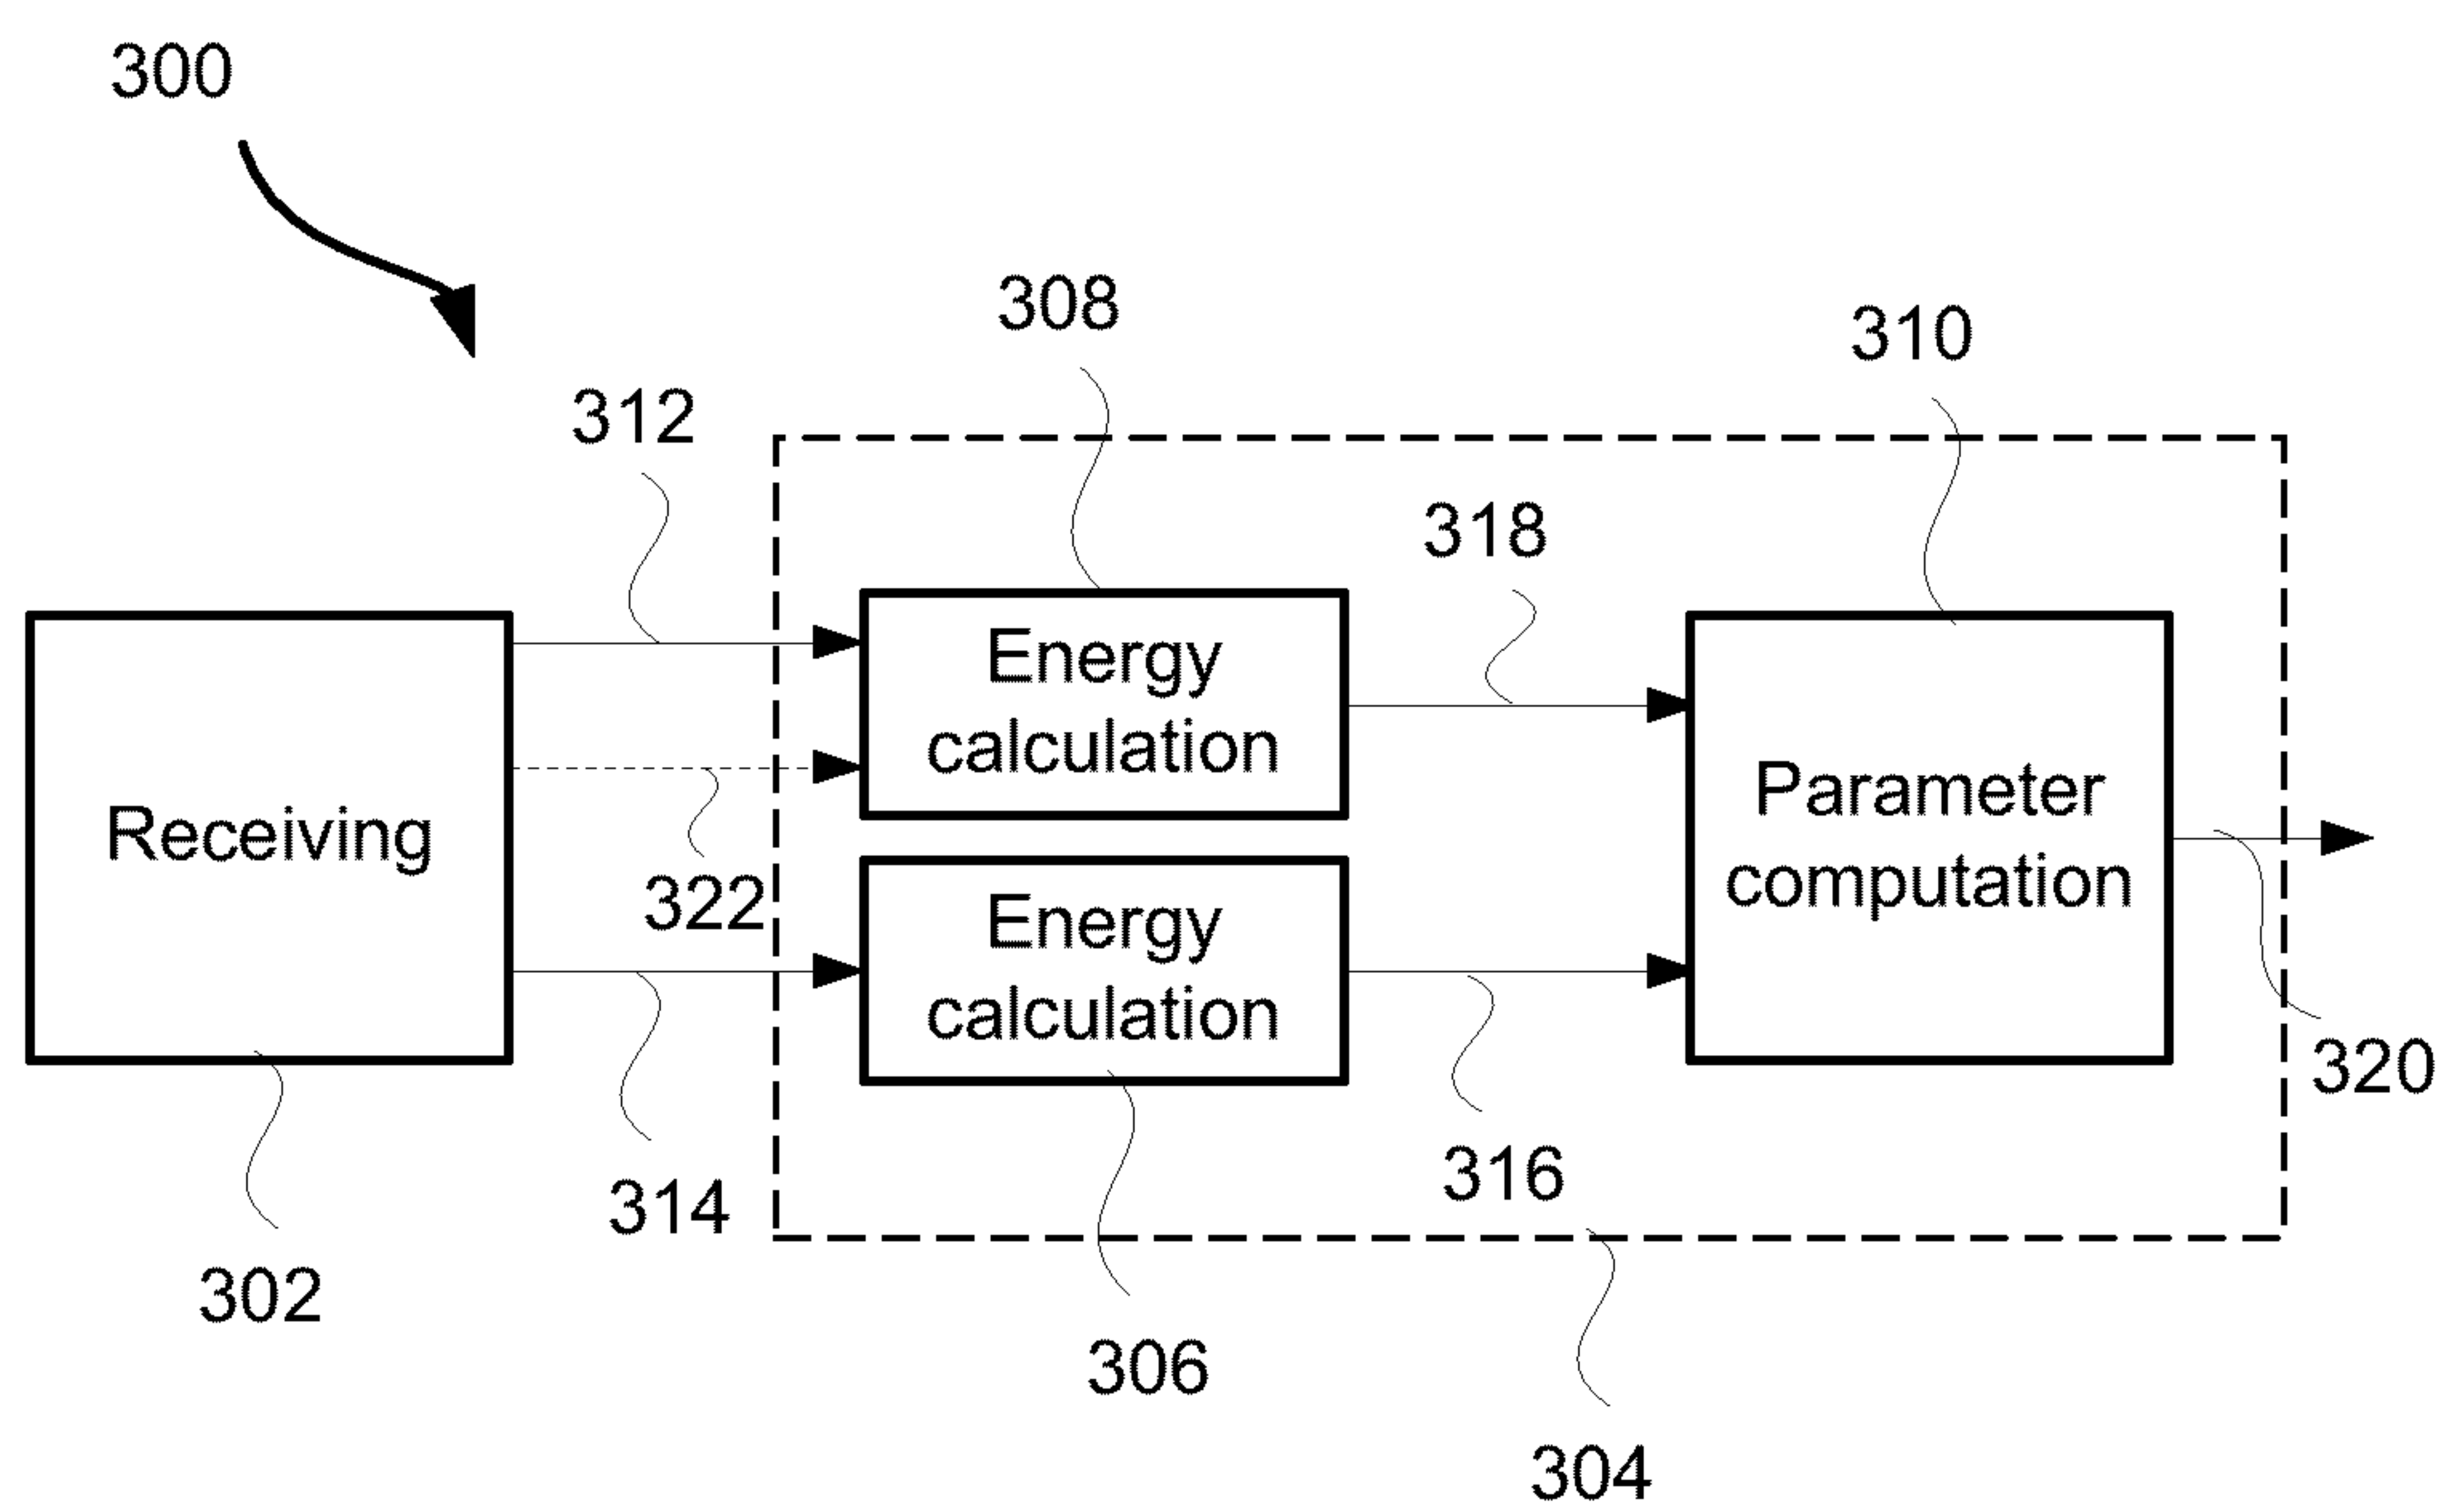 300
308
310
312
318
Energy
calculation
Receiving
322
Parameter
computation
Energy
calculation
314
316
320
302
306
304